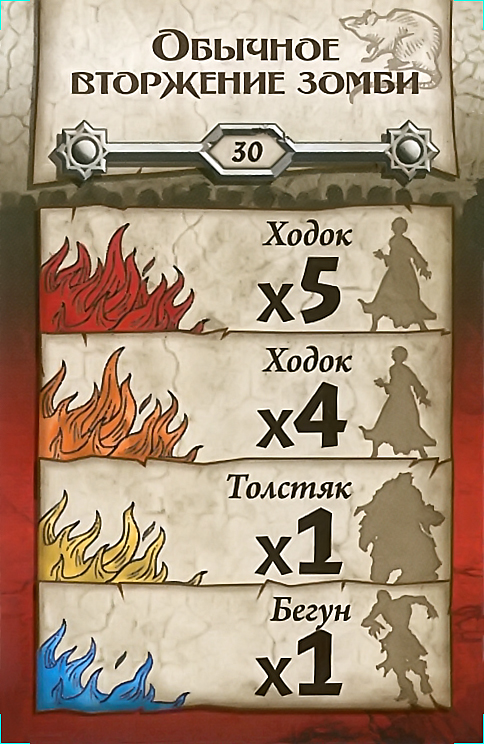 Обычное
вторжение зомби
30
Ходок
x5
Ходок
x4
Толстяк
x1
Бегун
x1